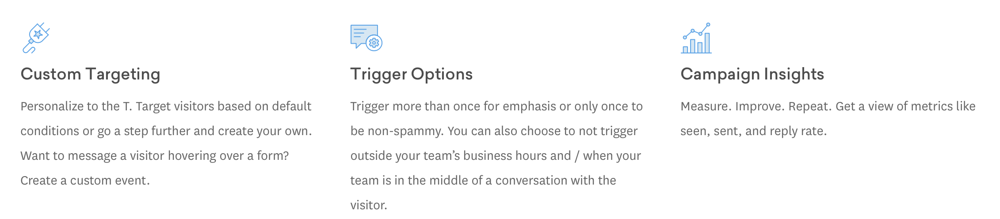 Custom Targeting
Personalize to the T. Target visitors based on default
conditions or go a step further and create your own.
Want to message a visitor hovering over a form?
Create a custom event.
Trigger Options
Trigger more than once for emphasis or only once to
be non-spammy. You can also choose to not trigger
outside your team’s business hours and / when your
team is in the middle of a conversation with the
visitor.
Campaign Insights
Measure. Improve. Repeat. Get a view of metrics like
seen, sent, and reply rate.